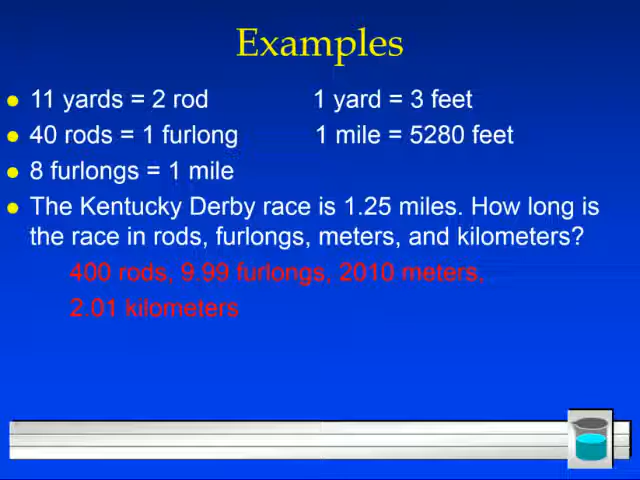 Examples
11 yards = 2 rod 1 yard = 3 feet
40 rods = 1 furlong 1 mile = 5280 feet
8 furlongs = 1 mile
The Kentucky Derby race is 1.25 miles. How long is
the race in rods, furlongs, meters, and kilometers?
400 rods, 9.99 furlongs, 2010 meters,
2.01 kilometers